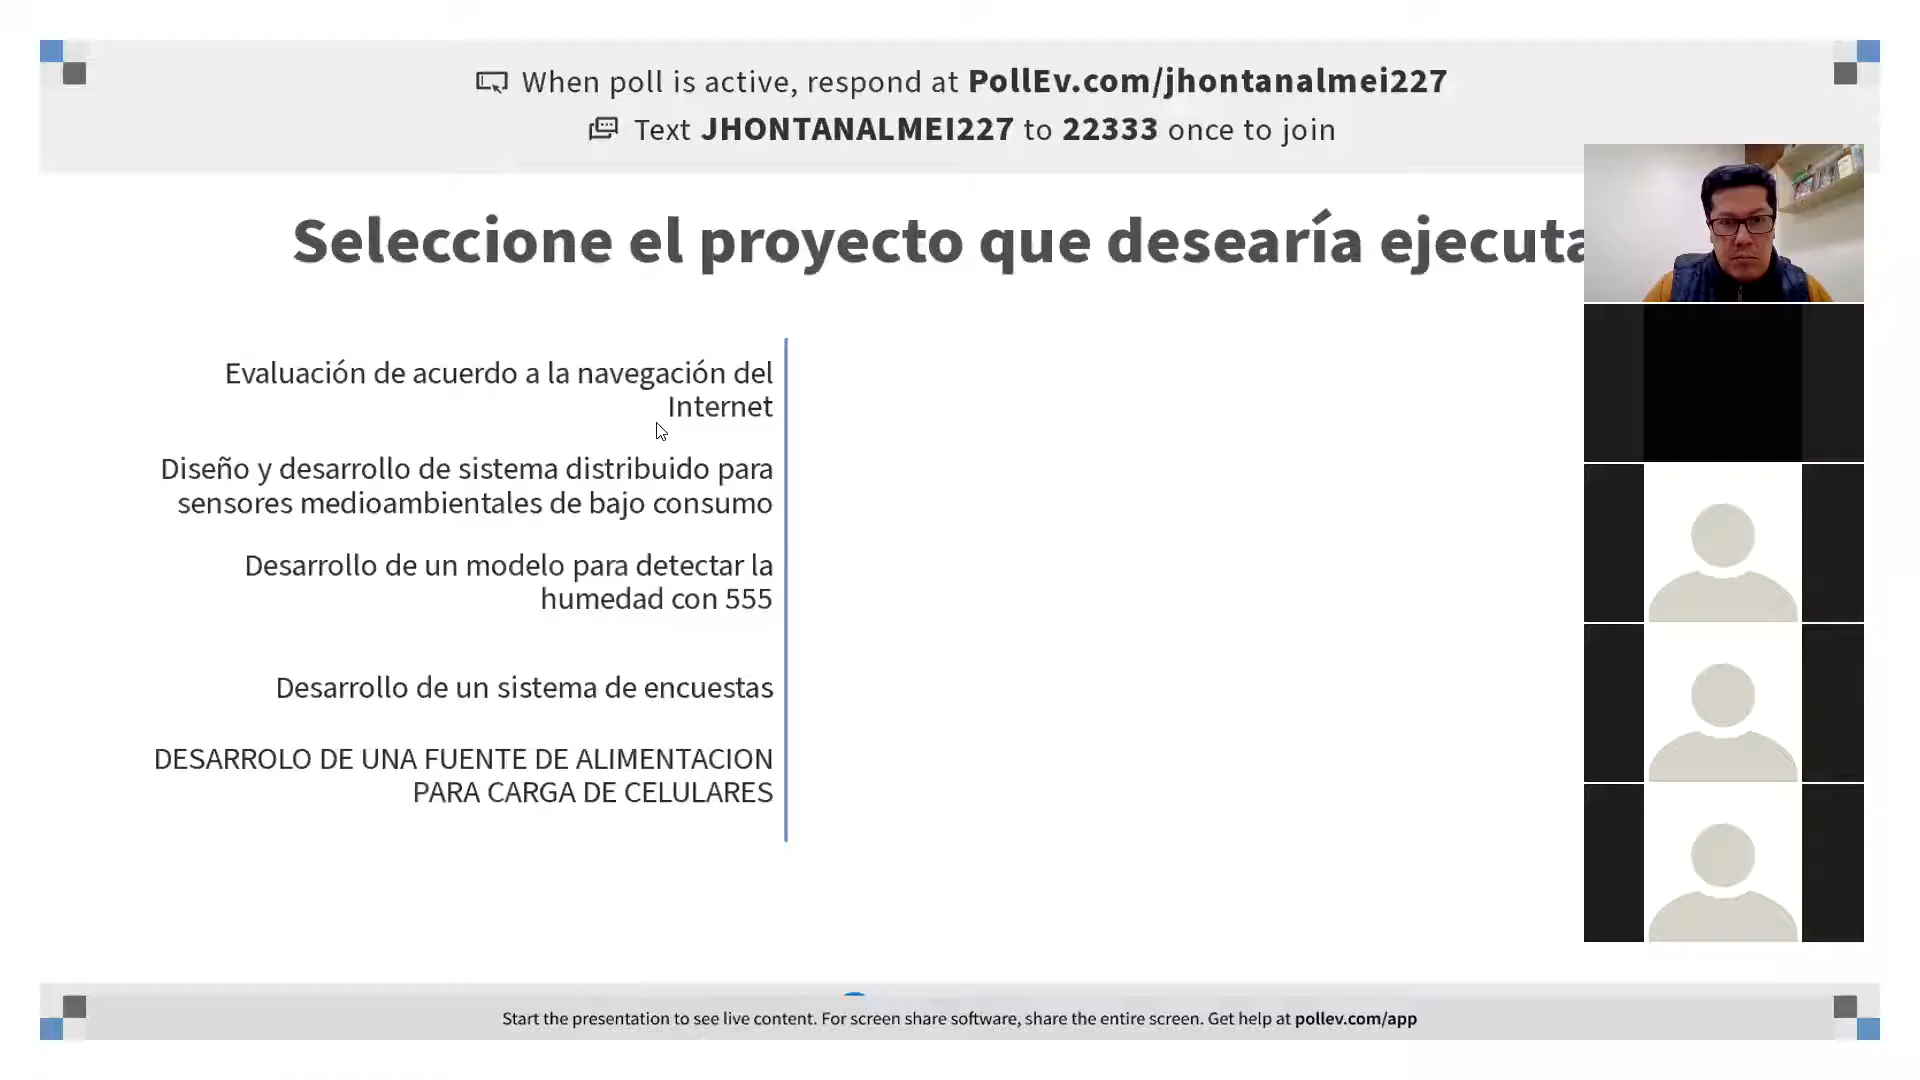 When poll is active, respond at PollEv.com/jhontanalmei227
Text JHONTANALMEI227 to 22333 once to join
Seleccione el proyecto que desearía ejecuta
Evaluación de acuerdo a la navegación del
Internet
Diseño y desarrollo de sistema distribuido para
sensores medioambientales de bajo consumo
Desarrollo de un modelo para detectar la
humedad con 555
Desarrollo de un sistema de encuestas
DESARROLO DE UNA FUENTE DE ALIMENTACION
PARA CARGA DE CELULARES
Start the presentation to see live content. For screen share software, share the entire screen. Get help at pollev.com/app